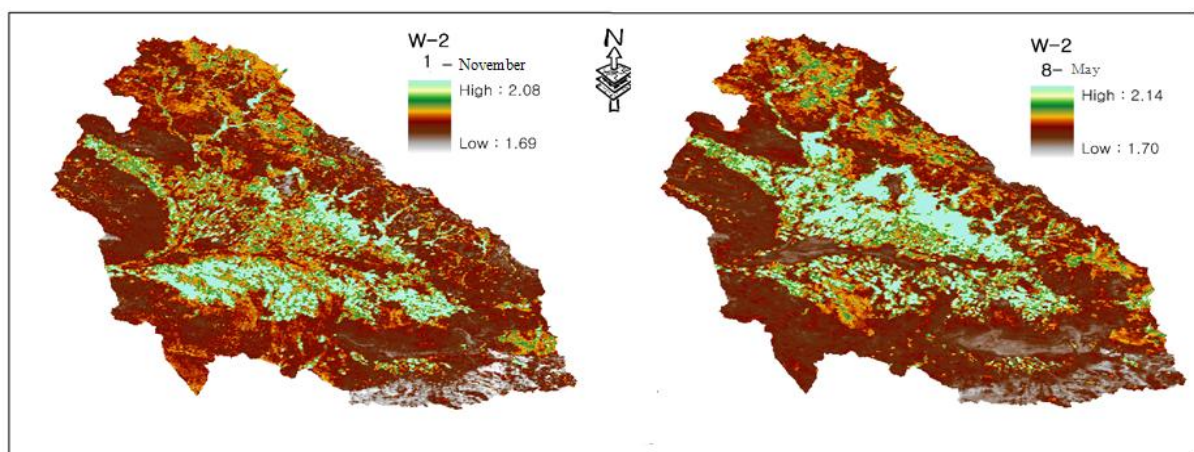 W-2
1 – November
High : 2.08
Low : 1.69
N
W-2
8– May
High : 2.14
Low : 1.70